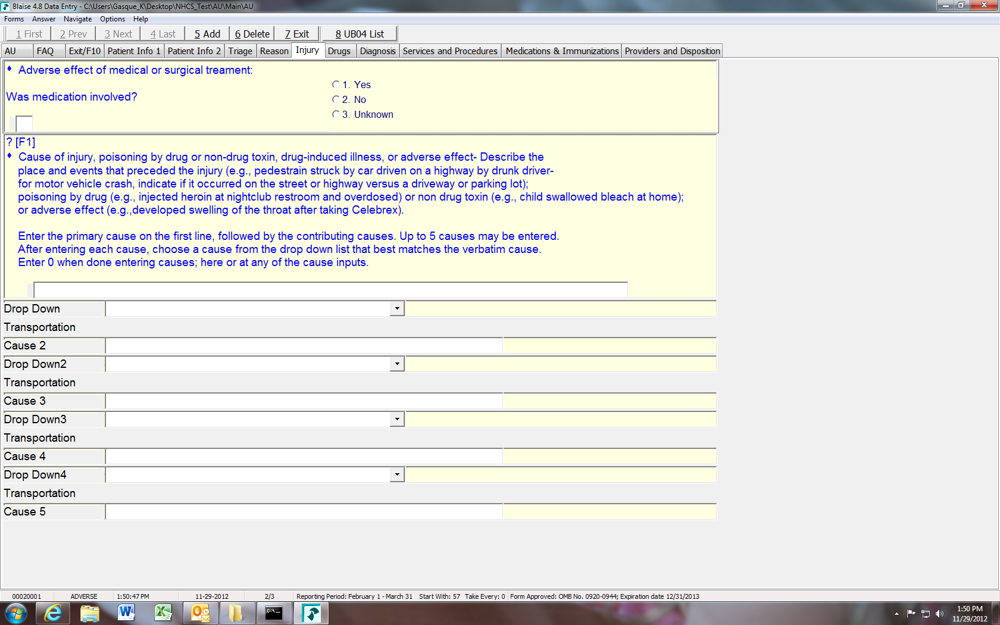 Blaise 4.8 Data Entry - C:\Users\Gasque_K\Desktop\NHCS_Test\AU\Main\AU
Forms Answer Navigate Options Help
1 First 2 Prev 3 Next 4 Last 5 Add 6 Delete 7 Exit 8 UB04 List
AU FAQ Exit/F10 Patient Info 1 Patient Info 2 Triage Reason Injury Drugs Diagnosis Services and Procedures Medications & Immunizations Providers and Disposition
♦ Adverse effect of medical or surgical treament:
1. Yes
Was medication involved?
2. No
3. Unknown
? [F1]
♦ Cause of injury, poisoning by drug or non-drug toxin, drug-induced illness, or adverse effect- Describe the
place and events that preceded the injury (e.g., pedestrain struck by car driven on a highway by drunk driver-
for motor vehicle crash, indicate if it occurred on the street or highway versus a driveway or parking lot);
poisoning by drug (e.g., injected heroin at nightclub restroom and overdosed) or non drug toxin (e.g., child swallowed bleach at home);
or adverse effect (e.g.,developed swelling of the throat after taking Celebrex).
Enter the primary cause on the first line, followed by the contributing causes. Up to 5 causes may be entered.
After entering each cause, choose a cause from the drop down list that best matches the verbatim cause.
Enter 0 when done entering causes; here or at any of the cause inputs.
Drop Down
Transportation
Cause 2
Drop Down2
Transportation
Cause 3
Drop Down3
Transportation
Cause 4
Drop Down4
Transportation
Cause 5
00020001 ADVERSE 1:50:47 PM 11-29-2012 2/3 Reporting Period: February 1 - March 31 Start With: 57 Take Every: 0 Form Approved: OMB No. 0920-0944; Expiration date 12/31/2013
C:\_
1:50 PM
11/29/2012